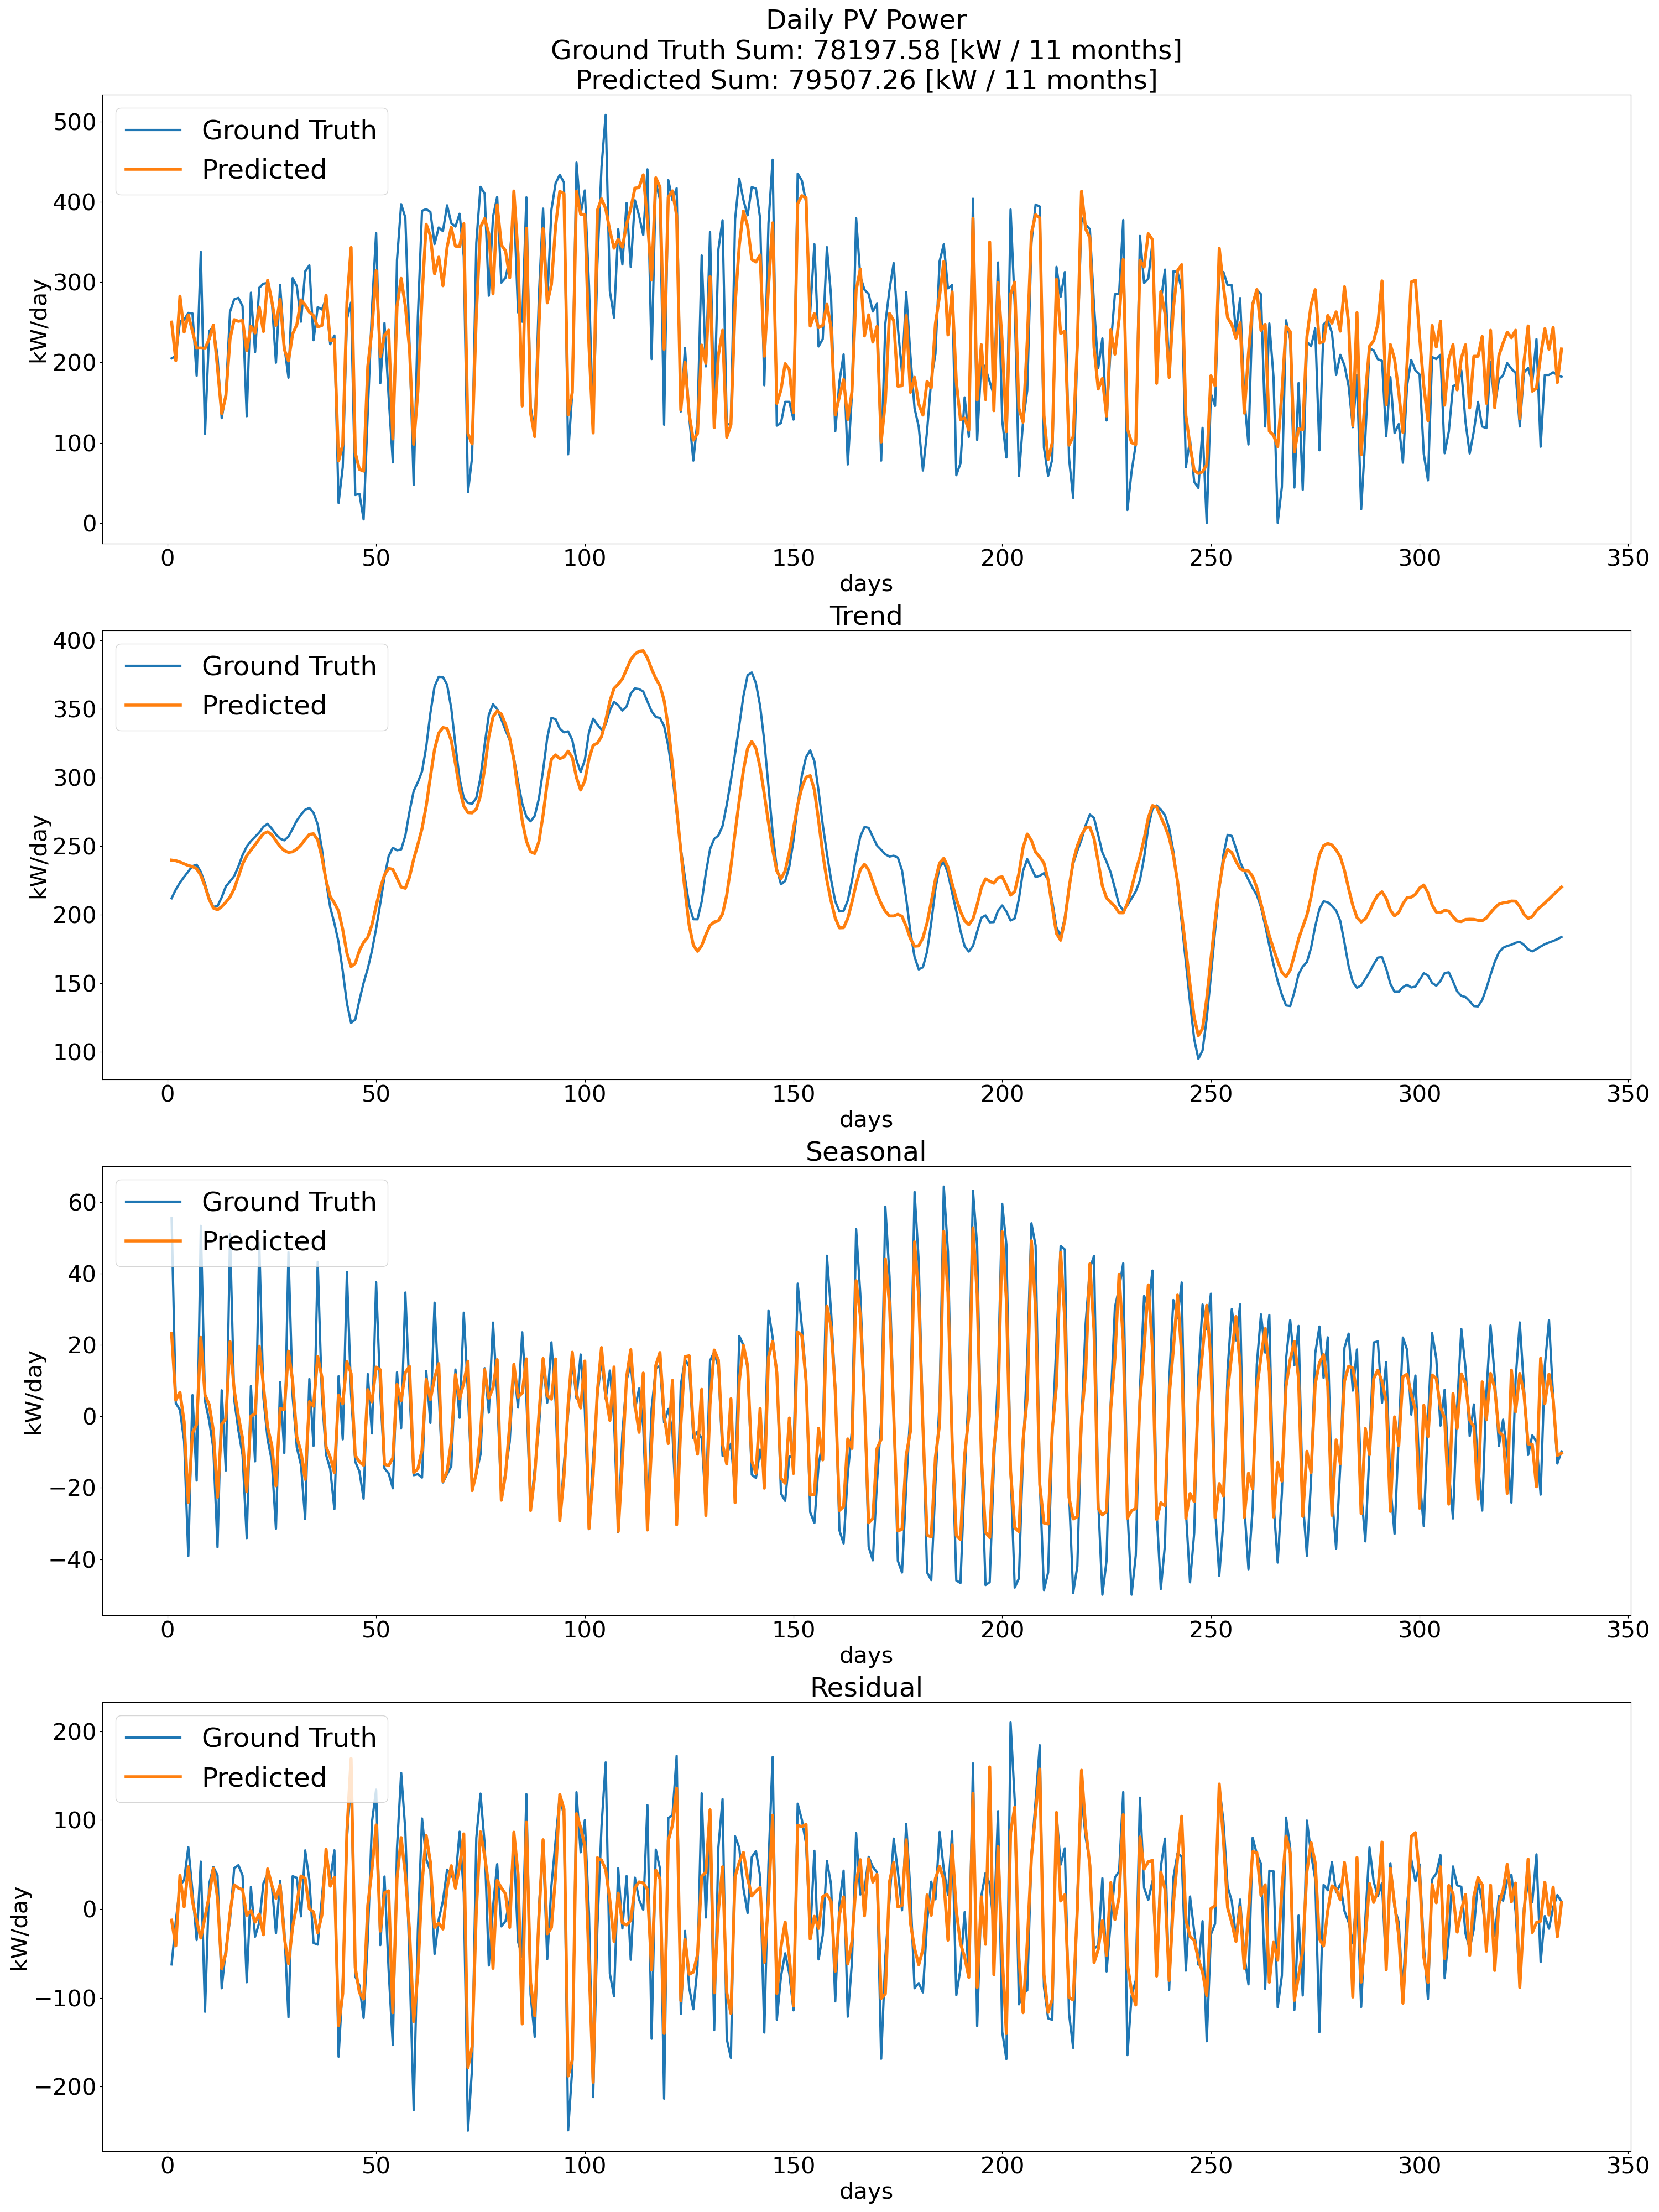 Daily PV Power
Ground Truth Sum: 78197.58 [kW / 11 months]
Predicted Sum: 79507.26 [kW / 11 months]
Ground Truth
Predicted
500
400
300
200
100
0
kW/day
0 50 100 150 200 250 300 350
days
Trend
Ground Truth
Predicted
400
350
300
250
200
150
100
kW/day
0 50 100 150 200 250 300 350
days
Seasonal
Ground Truth
Predicted
60
40
20
0
−20
−40
kW/day
0 50 100 150 200 250 300 350
days
Residual
Ground Truth
Predicted
200
100
0
−100
−200
kW/day
0 50 100 150 200 250 300 350
days